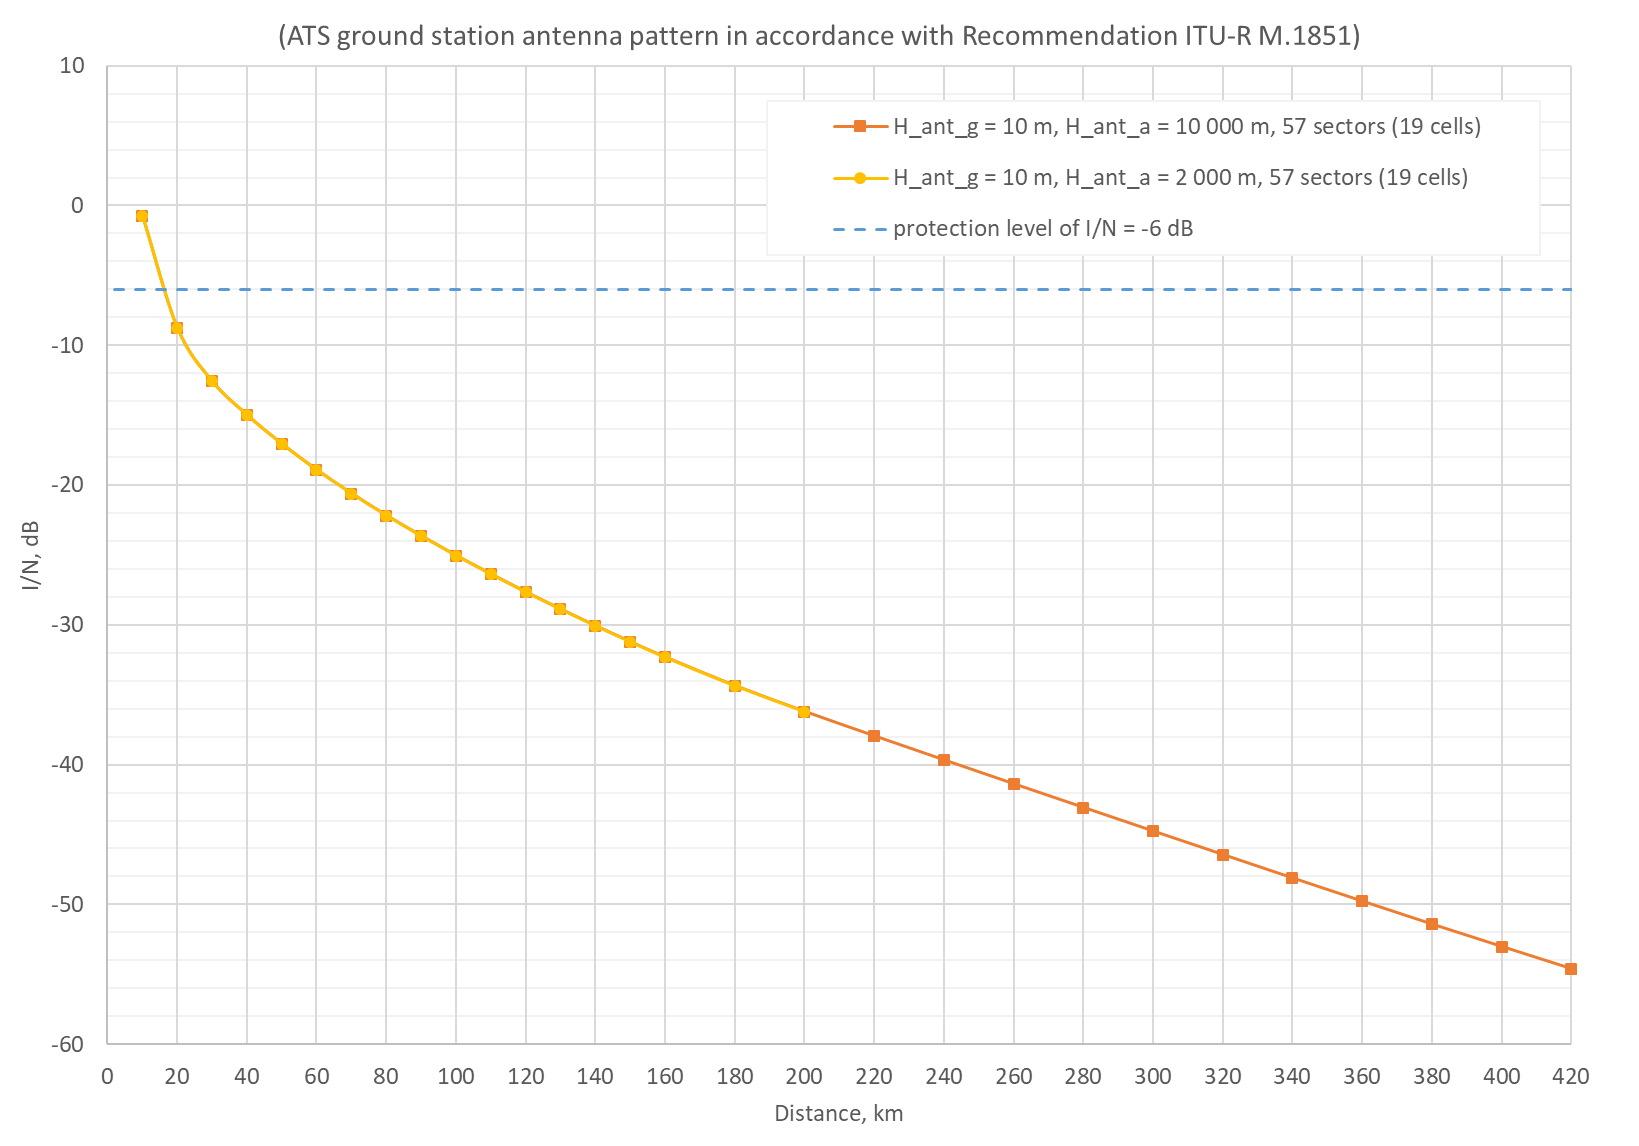 (ATS ground station antenna pattern in accordance with Recommendation ITU-R M.1851)
10
0
-10
-20
-30
-40
-50
-60
I/N, dB
H_ant_g = 10 m, H_ant_a = 10 000 m, 57 sectors (19 cells)
H_ant_g = 10 m, H_ant_a = 2 000 m, 57 sectors (19 cells)
protection level of I/N = -6 dB
0 20 40 60 80 100 120 140 160 180 200 220 240 260 280 300 320 340 360 380 400 420
Distance, km